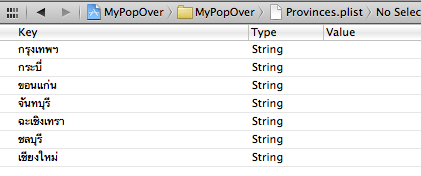 MyPopOver MyPopOver Provinces.plist No Selec
Key Type Value
กรุงเทพฯ String
กระบี่ String
ขอนแก่น String
จันทบุรี String
ฉะเชิงเทรา String
ชลบุรี String
เชียงใหม่ String